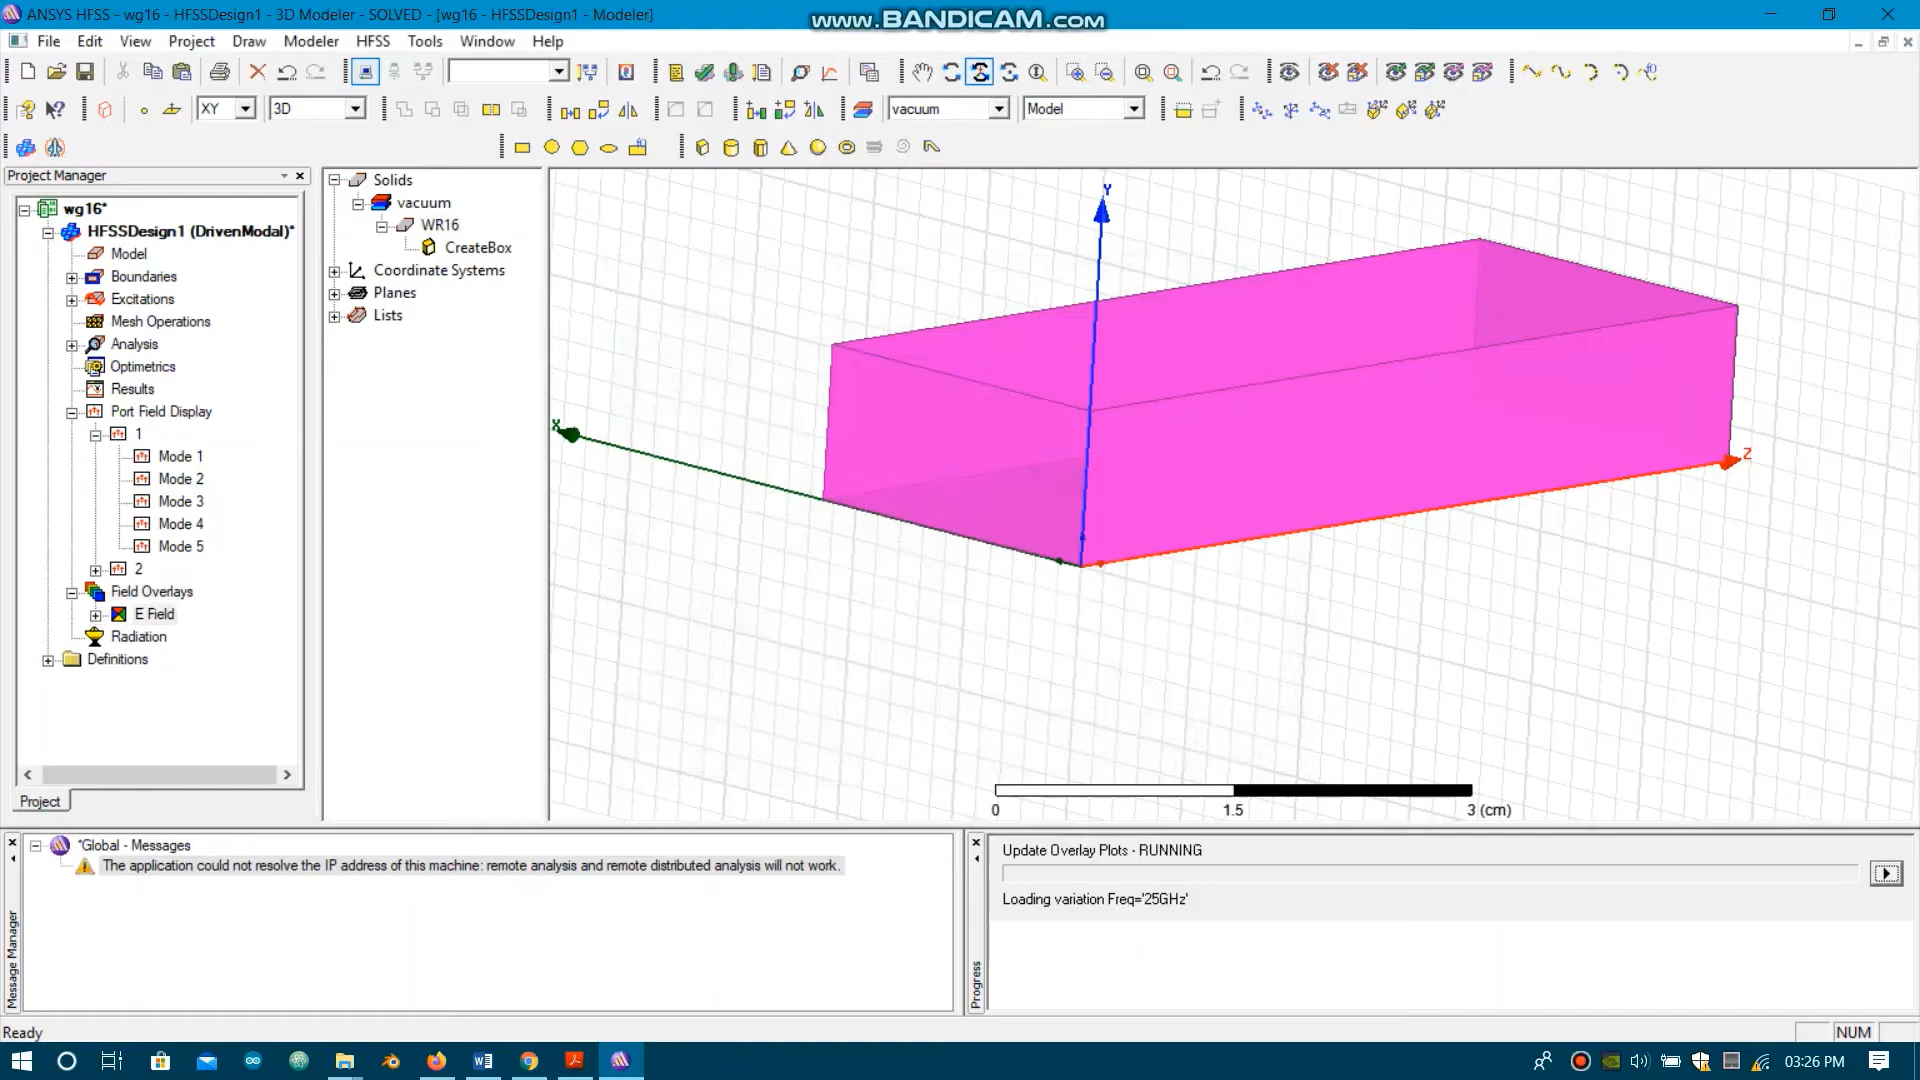 ANSYS HFSS - wg16 - HFSSDesign1 - 3D Modeler - SOLVED - [wg16 - HFSSDesign1 - Modeler]
www.BANDICAM.com
File Edit View Project Draw Modeler HFSS Tools Window Help
XY 3D vacuum Model
Project Manager
wg16*
HFSSDesign1 (DrivenModal)*
Model
Boundaries
Excitations
Mesh Operations
Analysis
Optimetrics
Results
Port Field Display
1
Mode 1
Mode 2
Mode 3
Mode 4
Mode 5
2
Field Overlays
E Field
Radiation
Definitions
Project
Solids
vacuum
WR16
CreateBox
Coordinate Systems
Planes
Lists
Y
X
Z
0 1.5 3 (cm)
*Global - Messages
The application could not resolve the IP address of this machine: remote analysis and remote distributed analysis will not work.
Message Manager
Update Overlay Plots - RUNNING
Loading variation Freq='25GHz'
Progress
Ready
NUM
03:26 PM